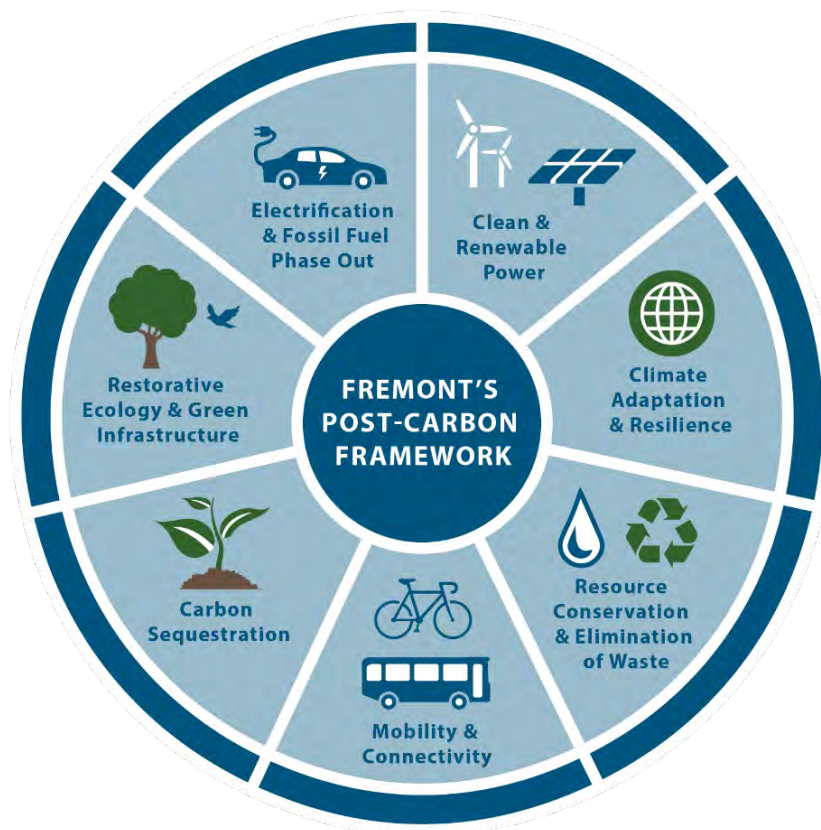 FREMONT'S
POST-CARBON
FRAMEWORK
Electrification
& Fossil Fuel
Phase Out
Clean &
Renewable
Power
Climate
Adaptation
& Resilience
Resource
Conservation
& Elimination
of Waste
Mobility &
Connectivity
Carbon
Sequestration
Restorative
Ecology & Green
Infrastructure